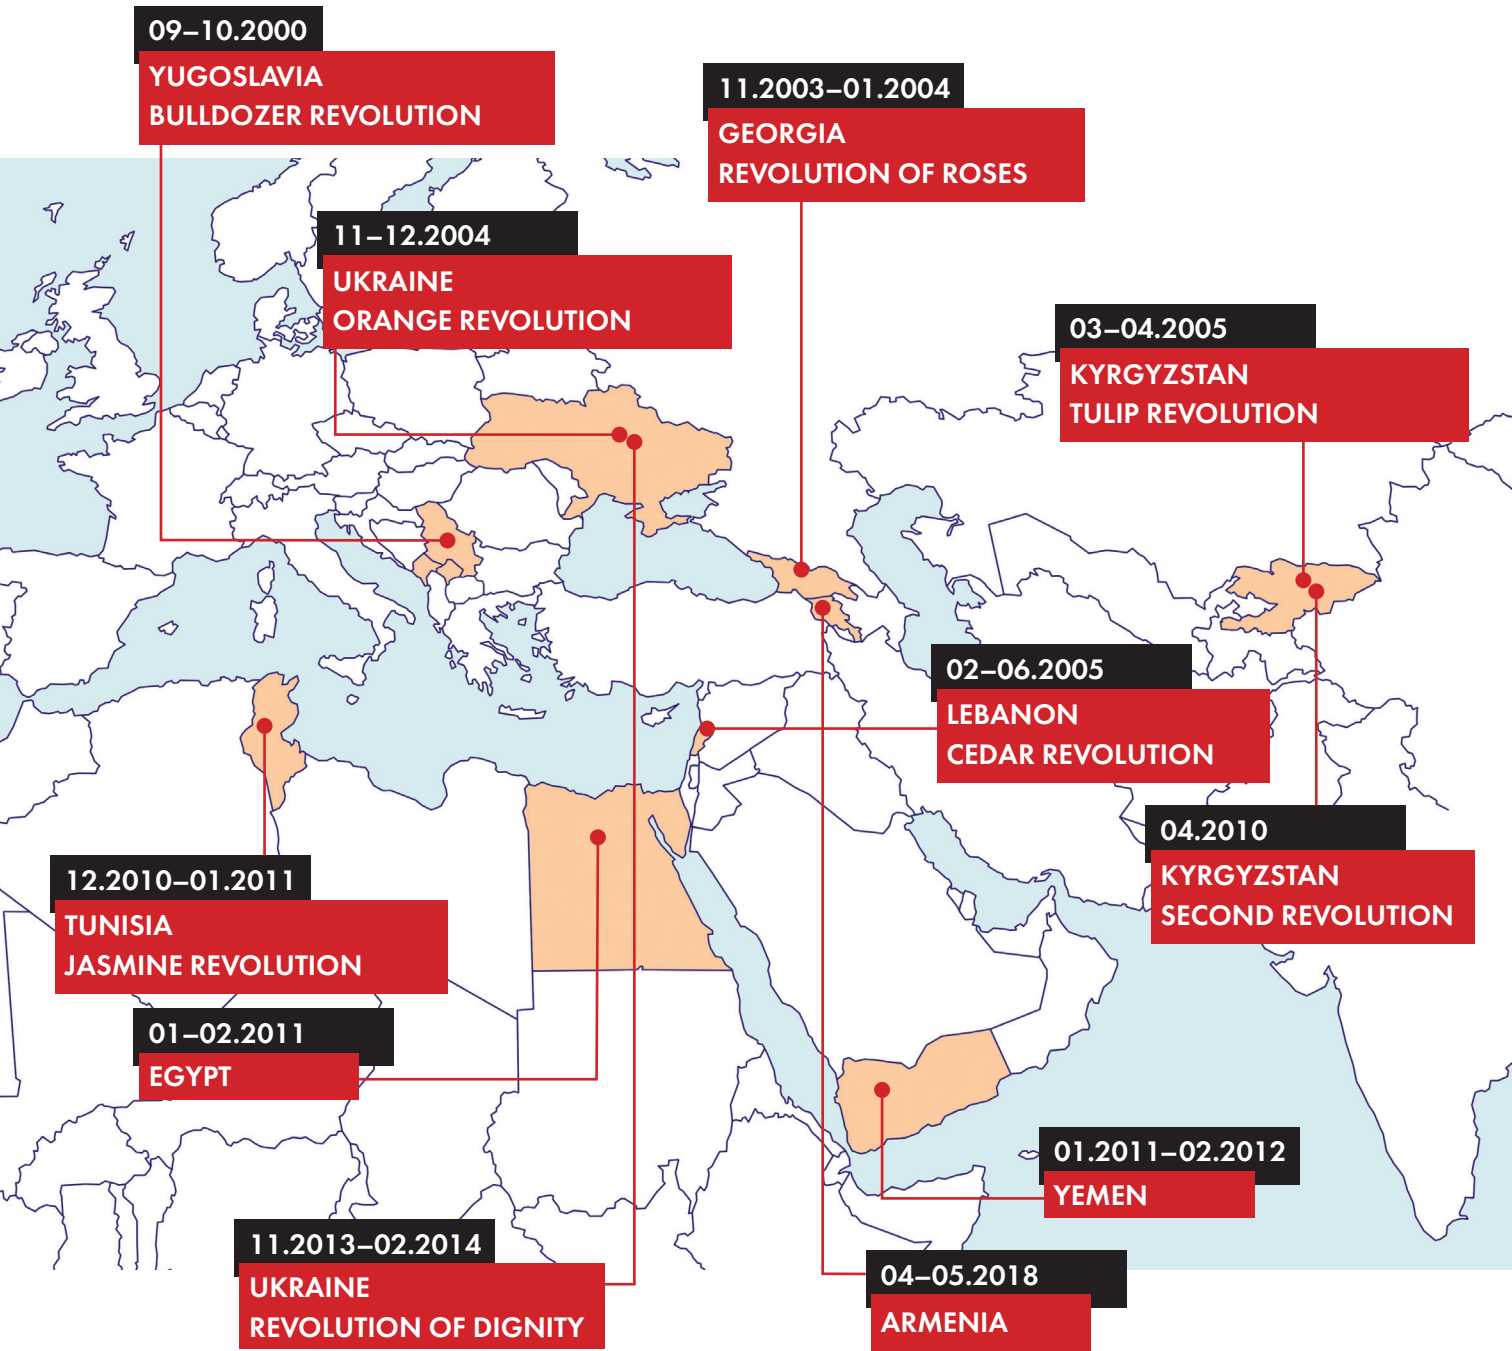 09–10.2000
YUGOSLAVIA
BULLDOZER REVOLUTION
11.2003–01.2004
GEORGIA
REVOLUTION OF ROSES
11–12.2004
UKRAINE
ORANGE REVOLUTION
03–04.2005
KYRGYZSTAN
TULIP REVOLUTION
02–06.2005
LEBANON
CEDAR REVOLUTION
04.2010
KYRGYZSTAN
SECOND REVOLUTION
12.2010–01.2011
TUNISIA
JASMINE REVOLUTION
01–02.2011
EGYPT
01.2011–02.2012
YEMEN
11.2013–02.2014
UKRAINE
REVOLUTION OF DIGNITY
04–05.2018
ARMENIA